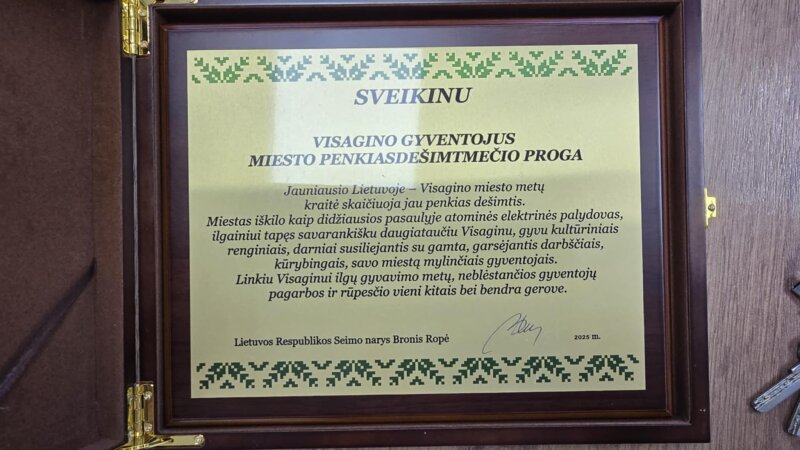 SVEIKINU
VISAGINO GYVENTOJUS
MIESTO PENKIASDEŠIMTMEČIO PROGA
Jauniausio Lietuvoje – Visagino miesto metų
kraitė skaičiuoja jau penkias dešimtis.
Miestas iškilo kaip didžiausios pasaulyje atominės elektrinės palydovas,
ilgainiui tapęs savarankišku daugiataučiu Visaginu, gyvu kultūriniais
renginiais, darniai susiliejantis su gamta, garsėjantis darbščiais,
kūrybingais, savo miestą mylinčiais gyventojais.
Linkiu Visaginui ilgų gyvavimo metų, neblėstančios gyventojų
pagarbos ir rūpesčio vieni kitais bei bendra gerove.
Lietuvos Respublikos Seimo narys Bronis Ropė
2025 m.